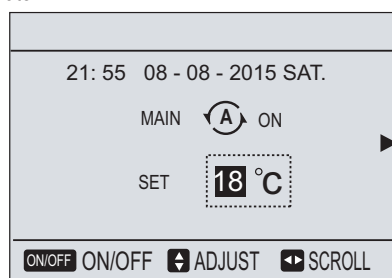 21: 55 08 - 08 - 2015 SAT.
MAIN A ON
SET 18 °C
ON/OFF ON/OFF ADJUST SCROLL